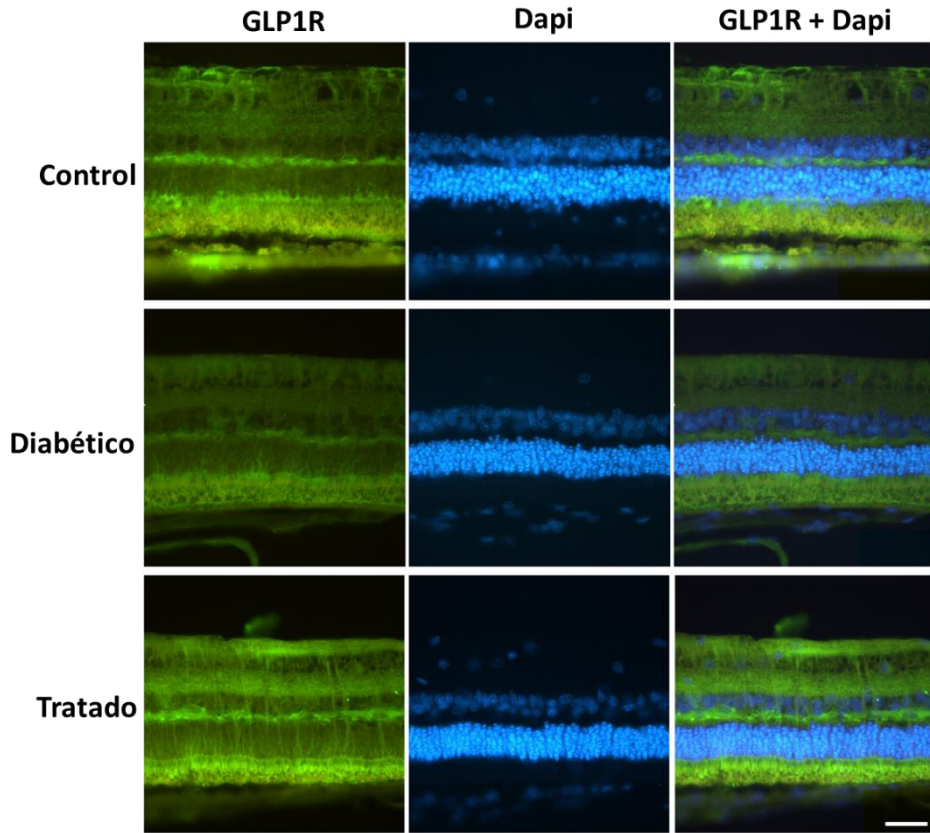 GLP1R
Dapi
GLP1R + Dapi
Control
Diabético
Tratado